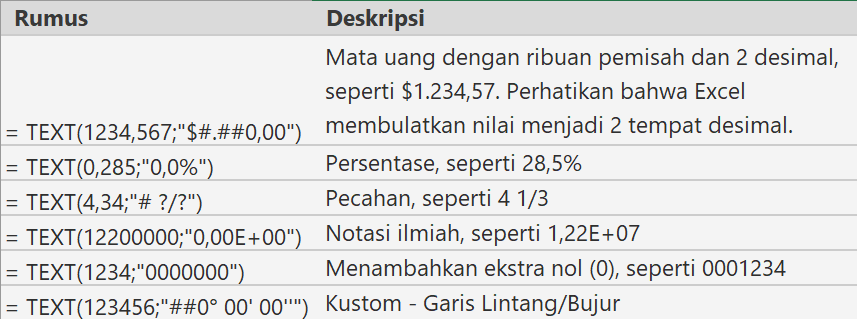 Rumus Deskripsi
Mata uang dengan ribuan pemisah dan 2 desimal,
seperti $1.234,57. Perhatikan bahwa Excel
= TEXT(1234,567;"$#.##0,00") membulatkan nilai menjadi 2 tempat desimal.
= TEXT(0,285;"0,0%") Persentase, seperti 28,5%
= TEXT(4,34;"# ?/?") Pecahan, seperti 4 1/3
= TEXT(12200000;"0,00E+00") Notasi ilmiah, seperti 1,22E+07
= TEXT(1234;"0000000") Menambahkan ekstra nol (0), seperti 0001234
= TEXT(123456;"##0° 00' 00''") Kustom - Garis Lintang/Bujur